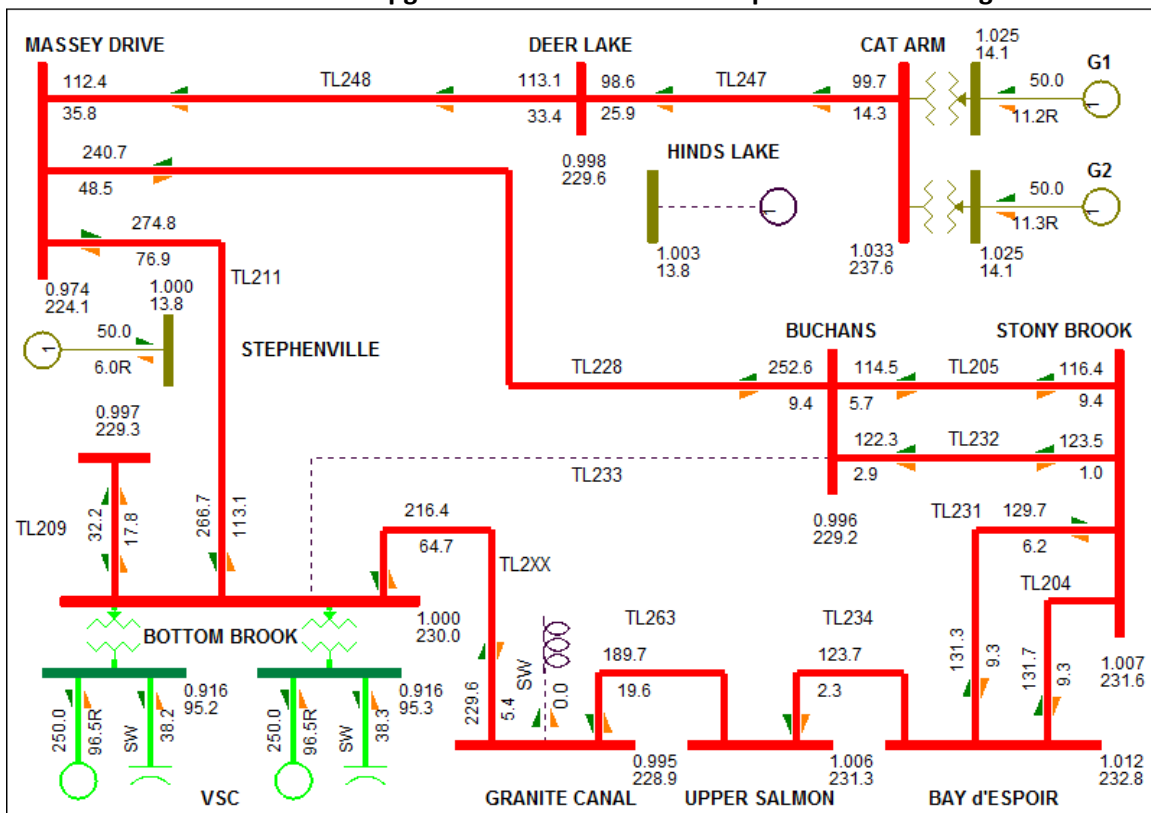 MASSEY DRIVE DEER LAKE CAT ARM 1.025
14.1 G1
112.4 TL248 113.1 98.6 TL247 99.7 50.0
35.8 33.4 25.9 14.3 11.2R
0.998
229.6
HINDS LAKE G2
240.7 50.0
48.5 11.3R
274.8
76.9
1.003
13.8
1.033
237.6
1.025
14.1
0.974
224.1
1.000
13.8
TL211
50.0
1
6.0R
STEPHENVILLE
BUCHANS STONY BROOK
TL228 252.6 114.5 TL205 116.4
9.4 5.7 9.4
0.997
229.3
122.3 TL232 123.5
2.9 1.0
TL233
TL209 32.2 17.8 266.7 113.1
216.4
64.7
TL2XX
0.996
229.2
TL231 129.7
6.2
TL204
131.3 9.3 131.7 9.3
1.007
231.6
BOTTOM BROOK
1.000
230.0
TL263 TL234
189.7 123.7
19.6 2.3
SW 0.0
229.6 5.4
0.916
95.2
0.916
95.3
250.0 96.5R SW 38.2
250.0 96.5R SW 38.3
0.995
228.9
1.006
231.3
1.012
232.8
VSC GRANITE CANAL UPPER SALMON BAY d'ESPOIR